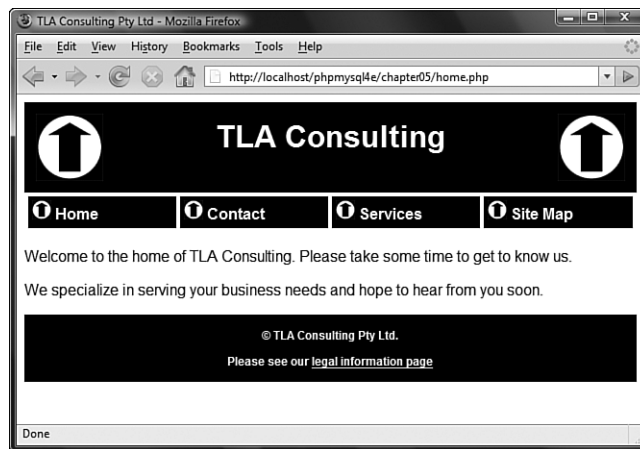 TLA Consulting Pty Ltd - Mozilla Firefox
File Edit View History Bookmarks Tools Help
http://localhost/phpmysql4e/chapter05/home.php
TLA Consulting
Home Contact Services Site Map
Welcome to the home of TLA Consulting. Please take some time to get to know us.
We specialize in serving your business needs and hope to hear from you soon.
© TLA Consulting Pty Ltd.
Please see our legal information page
Done